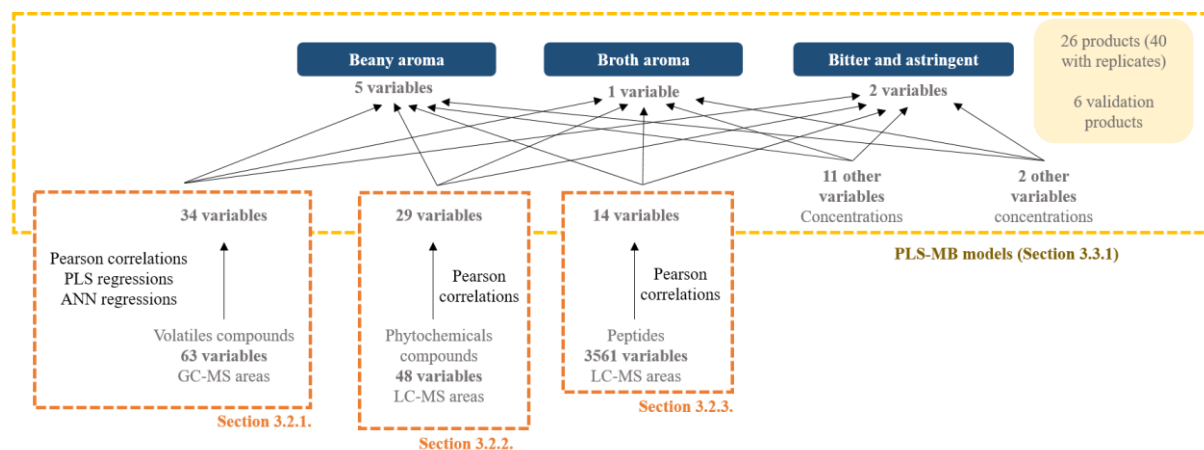 Beany aroma
5 variables
Broth aroma
1 variable
Bitter and astringent
2 variables
26 products (40
with replicates)
6 validation
products
34 variables
29 variables
14 variables
11 other
variables
Concentrations
2 other
variables
concentrations
PLS-MB models (Section 3.3.1)
Pearson correlations
PLS regressions
ANN regressions
Pearson
correlations
Pearson
correlations
Volatiles compounds
63 variables
GC-MS areas
Phytochemicals
compounds
48 variables
LC-MS areas
Peptides
3561 variables
LC-MS areas
Section 3.2.1.
Section 3.2.2.
Section 3.2.3.